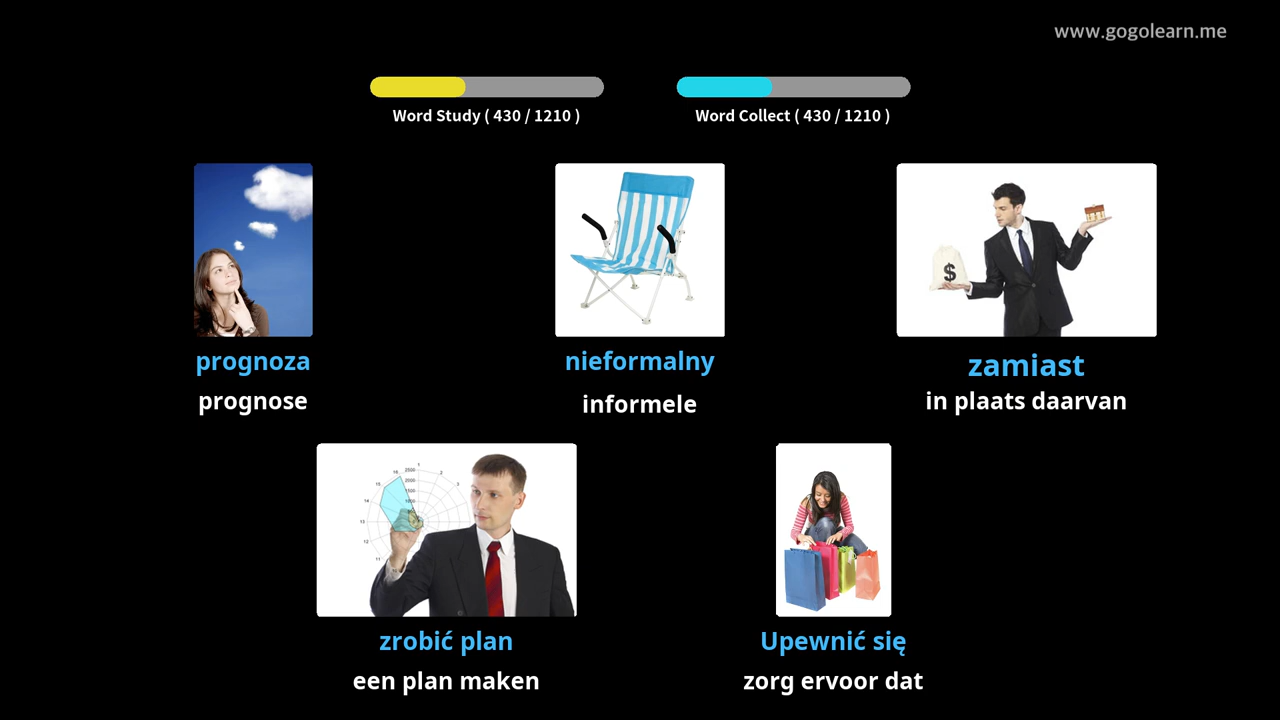 www.gogolearn.me
Word Study ( 430 / 1210 )
Word Collect ( 430 / 1210 )
$
prognoza
prognose
nieformalny
informele
zamiast
in plaats daarvan
zrobić plan
een plan maken
Upewnić się
zorg ervoor dat